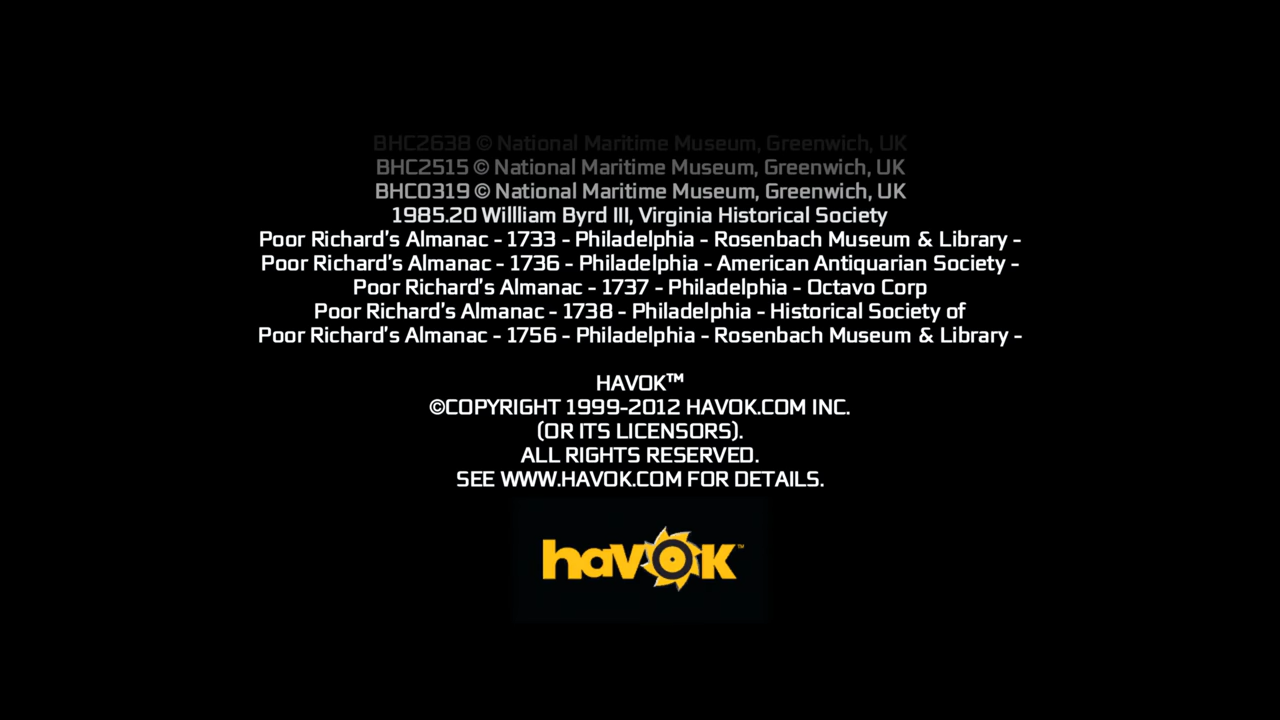 BHC2638 © National Maritime Museum, Greenwich, UK
BHC2515 © National Maritime Museum, Greenwich, UK
BHC0319 © National Maritime Museum, Greenwich, UK
1985.20 Willliam Byrd III, Virginia Historical Society
Poor Richard's Almanac - 1733 - Philadelphia - Rosenbach Museum & Library -
Poor Richard's Almanac - 1736 - Philadelphia - American Antiquarian Society -
Poor Richard's Almanac - 1737 - Philadelphia - Octavo Corp
Poor Richard's Almanac - 1738 - Philadelphia - Historical Society of
Poor Richard's Almanac - 1756 - Philadelphia - Rosenbach Museum & Library -
HAVOK™
©COPYRIGHT 1999-2012 HAVOK.COM INC.
(OR ITS LICENSORS).
ALL RIGHTS RESERVED.
SEE WWW.HAVOK.COM FOR DETAILS.
havok™